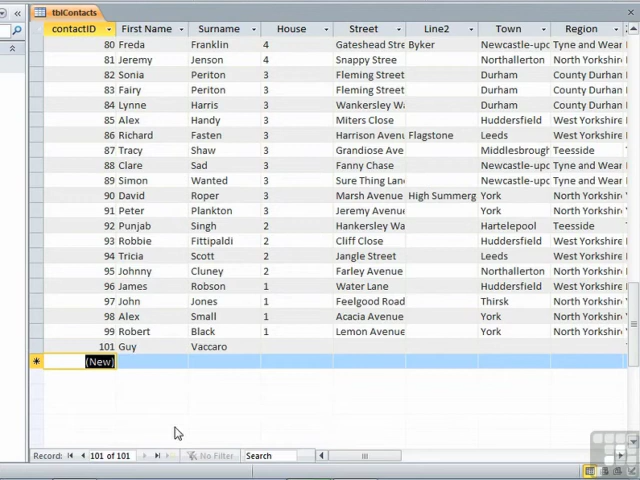 tblContacts
contactID First Name Surname House Street Line2 Town Region
80 Freda Franklin 4 Gateshead Stre Byker Newcastle-upo Tyne and Wear
81 Jeremy Jenson 4 Snappy Stree Northallerton North Yorkshire
82 Sonia Periton 3 Fleming Street Durham County Durham
83 Fairy Periton 3 Fleming Street Durham County Durham
84 Lynne Harris 3 Wankersley Wa Durham County Durham
85 Alex Handy 3 Miters Close Huddersfield West Yorkshire
86 Richard Fasten 3 Harrison Avenu Flagstone Leeds West Yorkshire
87 Tracy Shaw 3 Grandiose Ave Middlesbroug Teesside
88 Clare Sad 3 Fanny Chase Newcastle-upo Tyne and Wear
89 Simon Wanted 3 Sure Thing Lane Newcastle-upo Tyne and Wear
90 David Roper 3 Marsh Avenue High Summerg York North Yorkshire
91 Peter Plankton 3 Jeremy Avenue York North Yorkshire
92 Punjab Singh 2 Hankersley Wa Hartelepool Teesside
93 Robbie Fittipaldi 2 Cliff Close Huddersfield West Yorkshire
94 Tricia Scott 2 Jangle Street Leeds West Yorkshire
95 Johnny Cluney 2 Farley Avenue Northallerton North Yorkshire
96 James Robson 1 Water Lane Huddersfield West Yorkshire
97 John Jones 1 Feelgood Road Thirsk North Yorkshire
98 Alex Small 1 Acacia Avenue York North Yorkshire
99 Robert Black 1 Lemon Avenue York North Yorkshire
101 Guy Vaccaro
(New)
Record: 101 of 101 No Filter Search